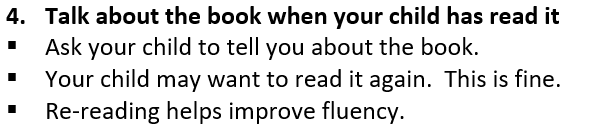 4. Talk about the book when your child has read it
▪ Ask your child to tell you about the book.
▪ Your child may want to read it again.  This is fine.
▪ Re-reading helps improve fluency.